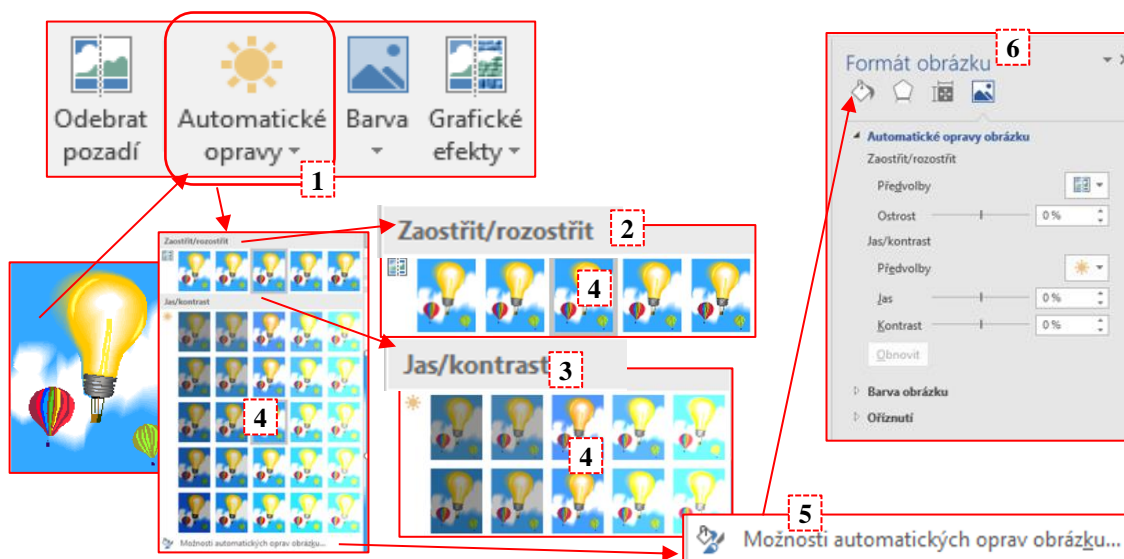 Odebrat
pozadí
Automatické
opravy
Barva
Grafické
efekty
1
Zaostřit/rozostřit
Jas/kontrast
4
Možnosti automatických oprav obrázku...
Zaostřit/rozostřit
2
4
Jas/kontrast
3
4
5
Možnosti automatických oprav obrázku...
6
Formát obrázku
Automatické opravy obrázku
Zaostřit/rozostřit
Předvolby
Ostrost 0 %
Jas/kontrast
Předvolby
Jas 0 %
Kontrast 0 %
Obnovit
Barva obrázku
Oříznutí